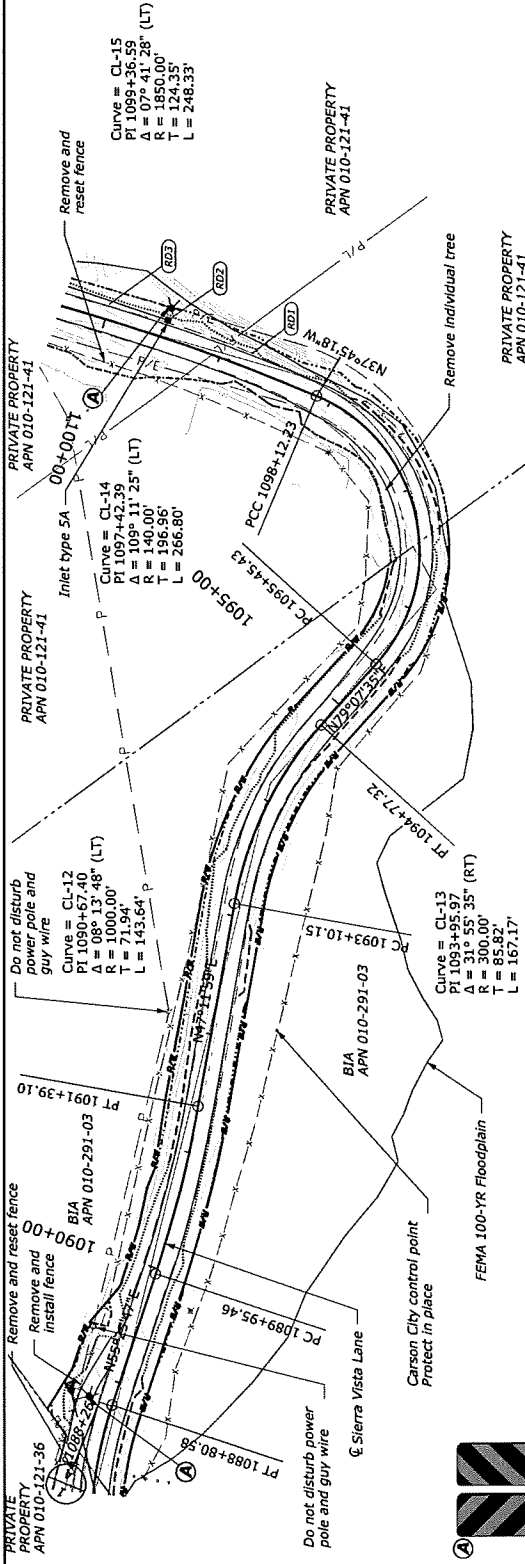 PRIVATE
PROPERTY
APN 010-121-36
Remove and reset fence
Remove and
install fence
BIA
APN 010-291-03
1090+00
Do not disturb
power pole and
guy wire
Curve = CL-12
PI 1090+67.40
Δ = 08° 13' 48" (LT)
R = 1000.00'
T = 71.94'
L = 143.64'
PRIVATE PROPERTY
APN 010-121-41
PRIVATE PROPERTY
APN 010-121-41
Inlet type 5A
1100+00
A
Curve = CL-14
PI 1097+42.39
Δ = 109° 11' 25" (LT)
R = 140.00'
T = 196.96'
L = 266.80'
1095+00
Remove and
reset fence
Curve = CL-15
PI 1099+36.59
Δ = 07° 41' 28" (LT)
R = 1850.00'
T = 124.35'
L = 248.33'
RD3
RD2
RD1
PRIVATE PROPERTY
APN 010-121-41
P/L
N37°45'18"W
PCC 1098+12.23
PC 1095+45.43
N79°07'35"E
PT 1094+77.32
Remove individual tree
PRIVATE PROPERTY
APN 010-121-41
PT 1091+39.10
N47°11'59"E
PC 1093+10.15
1088+26
PT 1088+80.58
PC 1089+95.46
A
Do not disturb power
pole and guy wire
℄ Sierra Vista Lane
BIA
APN 010-291-03
Carson City control point
Protect in place
Curve = CL-13
PI 1093+95.97
Δ = 31° 55' 35" (RT)
R = 300.00'
T = 85.82'
L = 167.17'
FEMA 100-YR Floodplain
A